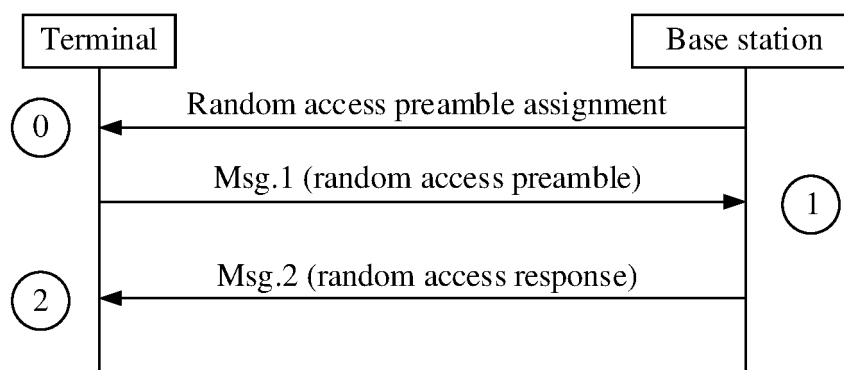 Terminal
Base station
Random access preamble assignment
0
Msg.1 (random access preamble)
1
Msg.2 (random access response)
2